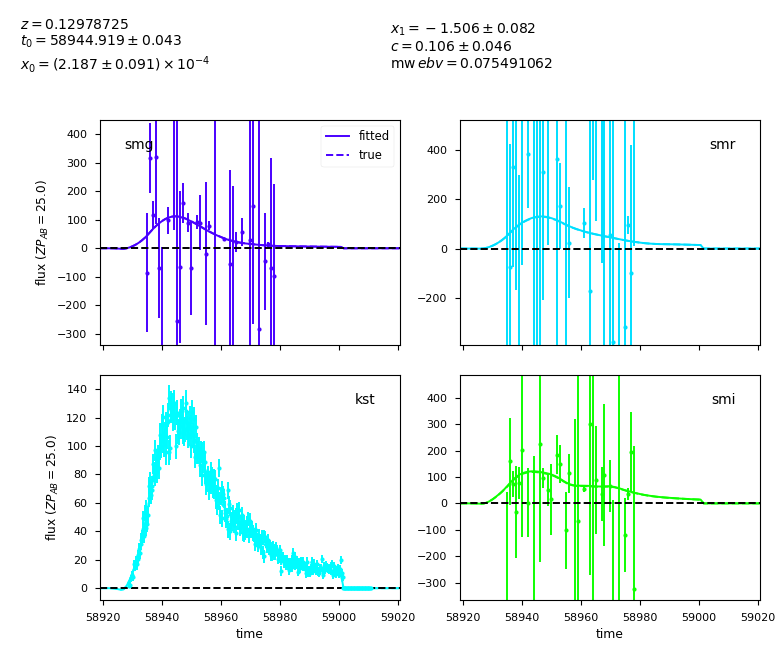 z = 0.12978725
t0 = 58944.919 ± 0.043
x0 = (2.187 ± 0.091) × 10^-4
x1 = −1.506 ± 0.082
c = 0.106 ± 0.046
mw ebv = 0.075491062
smg
fitted
true
400
300
200
100
0
−100
−200
−300
flux (ZP_AB = 25.0)
smr
400
200
0
−200
kst
140
120
100
80
60
40
20
0
flux (ZP_AB = 25.0)
58920 58940 58960 58980 59000 59020
time
smi
400
300
200
100
0
−100
−200
−300
58920 58940 58960 58980 59000 59020
time